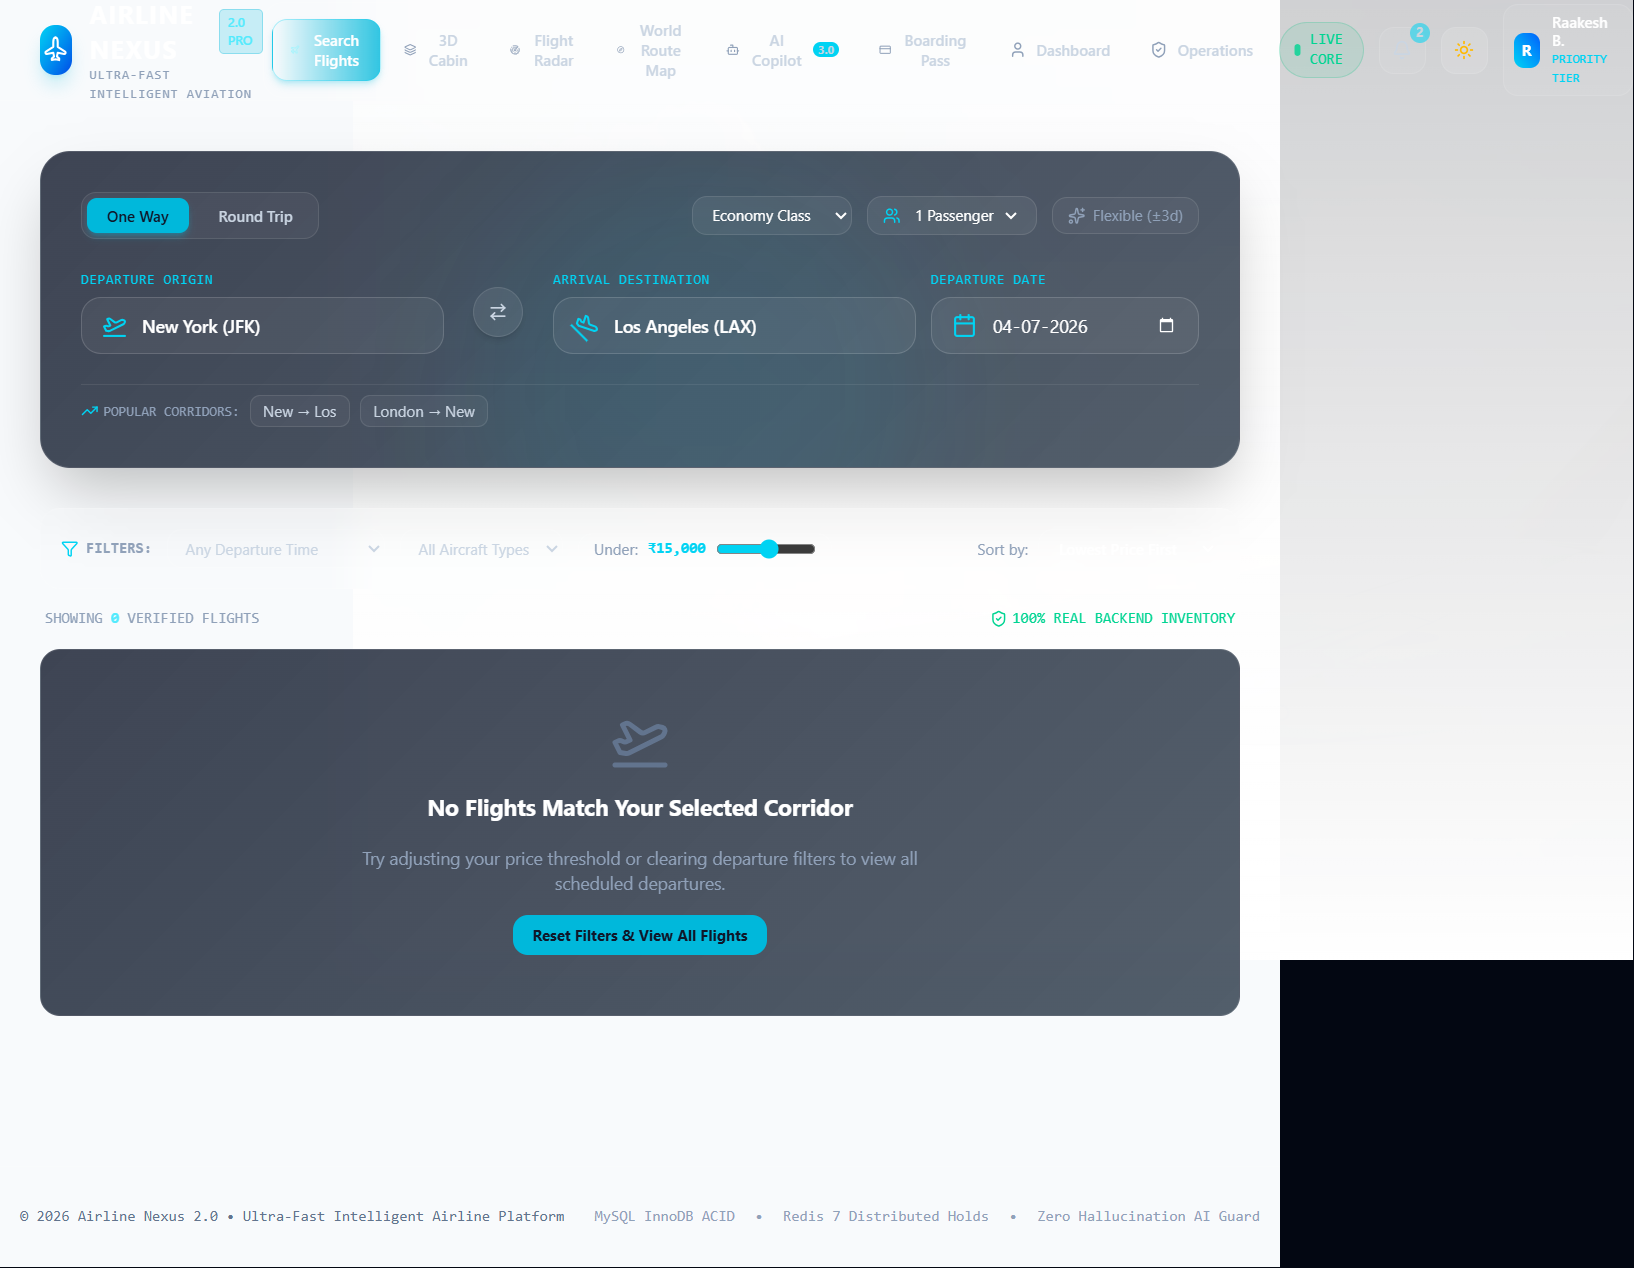 AIRLINE NEXUS
2.0 PRO
ULTRA-FAST INTELLIGENT AVIATION
Search Flights
3D Cabin
Flight Radar
World Route Map
AI Copilot 3.0
Boarding Pass
Dashboard
Operations
LIVE CORE
2
R
Raakesh B.
PRIORITY TIER
One Way
Round Trip
Economy Class
1 Passenger
Flexible (±3d)
DEPARTURE ORIGIN
New York (JFK)
ARRIVAL DESTINATION
Los Angeles (LAX)
DEPARTURE DATE
04-07-2026
POPULAR CORRIDORS:
New → Los
London → New
FILTERS:
Any Departure Time
All Aircraft Types
Under: ₹15,000
Sort by:
SHOWING 0 VERIFIED FLIGHTS
100% REAL BACKEND INVENTORY
No Flights Match Your Selected Corridor
Try adjusting your price threshold or clearing departure filters to view all
scheduled departures.
Reset Filters & View All Flights
© 2026 Airline Nexus 2.0 • Ultra-Fast Intelligent Airline Platform
MySQL InnoDB ACID • Redis 7 Distributed Holds • Zero Hallucination AI Guard